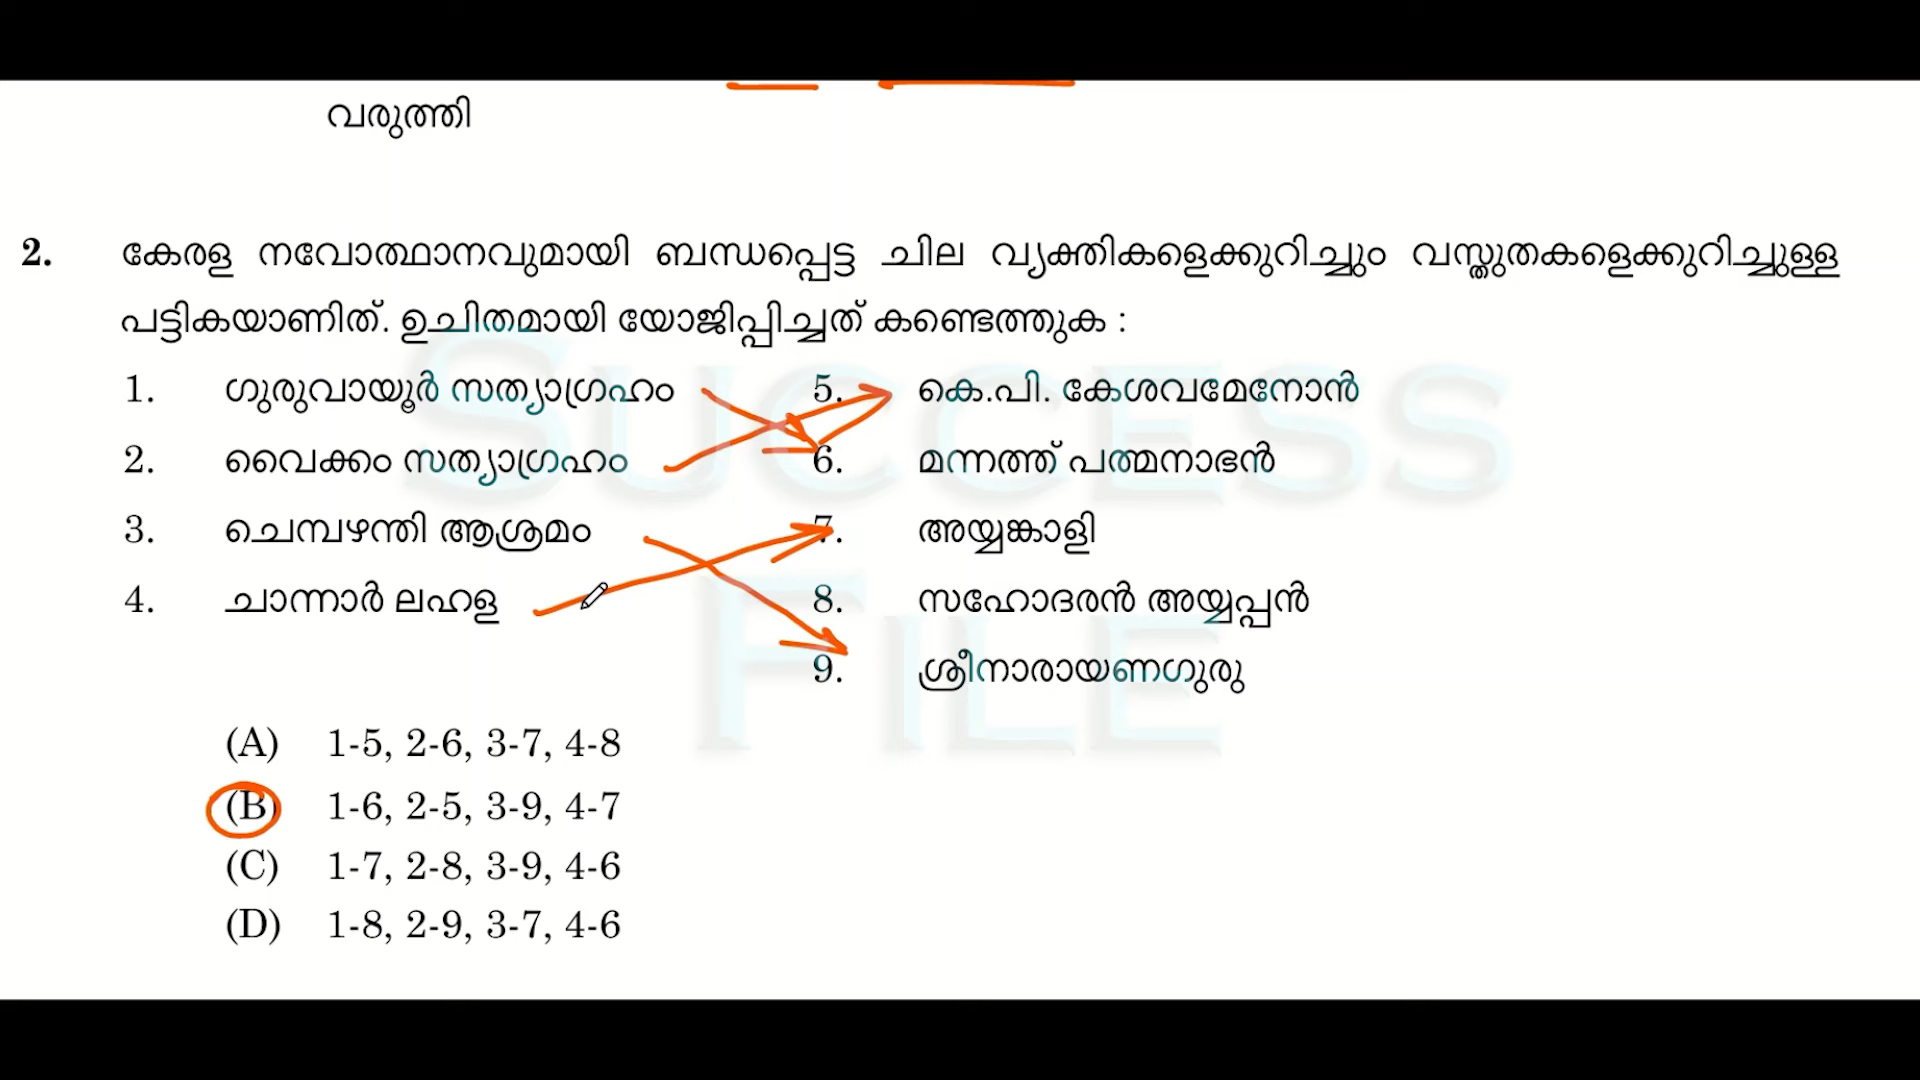 വരുത്തി
2. കേരള നവോത്ഥാനവുമായി ബന്ധപ്പെട്ട ചില വ്യക്തികളെക്കുറിച്ചും വസ്തുതകളെക്കുറിച്ചുള്ള
പട്ടികയാണിത്. ഉചിതമായി യോജിപ്പിച്ചത് കണ്ടെത്തുക :
1. ഗുരുവായൂർ സത്യാഗ്രഹം 5. കെ.പി. കേശവമേനോൻ
2. വൈക്കം സത്യാഗ്രഹം 6. മന്നത്ത് പത്മനാഭൻ
3. ചെമ്പഴന്തി ആശ്രമം 7. അയ്യങ്കാളി
4. ചാന്നാർ ലഹള 8. സഹോദരൻ അയ്യപ്പൻ
9. ശ്രീനാരായണഗുരു
(A) 1-5, 2-6, 3-7, 4-8
(B) 1-6, 2-5, 3-9, 4-7
(C) 1-7, 2-8, 3-9, 4-6
(D) 1-8, 2-9, 3-7, 4-6
SUCCESS
FILE